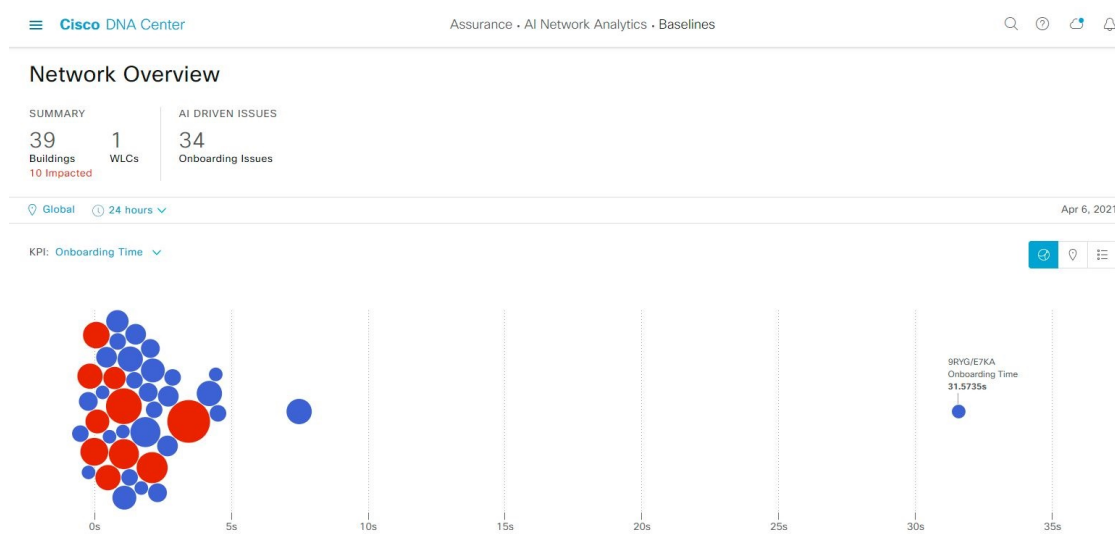 Cisco DNA Center
Assurance · AI Network Analytics · Baselines
Network Overview
SUMMARY
AI DRIVEN ISSUES
39
1
34
Buildings
WLCs
Onboarding Issues
10 Impacted
Global
24 hours
Apr 6, 2021
KPI: Onboarding Time
9RYG/E7KA
Onboarding Time
31.5735s
0s
5s
10s
15s
20s
25s
30s
35s